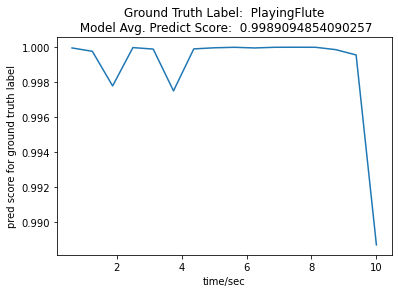 Ground Truth Label:  PlayingFlute
Model Avg. Predict Score:  0.9989094854090257
1.000
0.998
0.996
0.994
0.992
0.990
pred score for ground truth label
2
4
6
8
10
time/sec